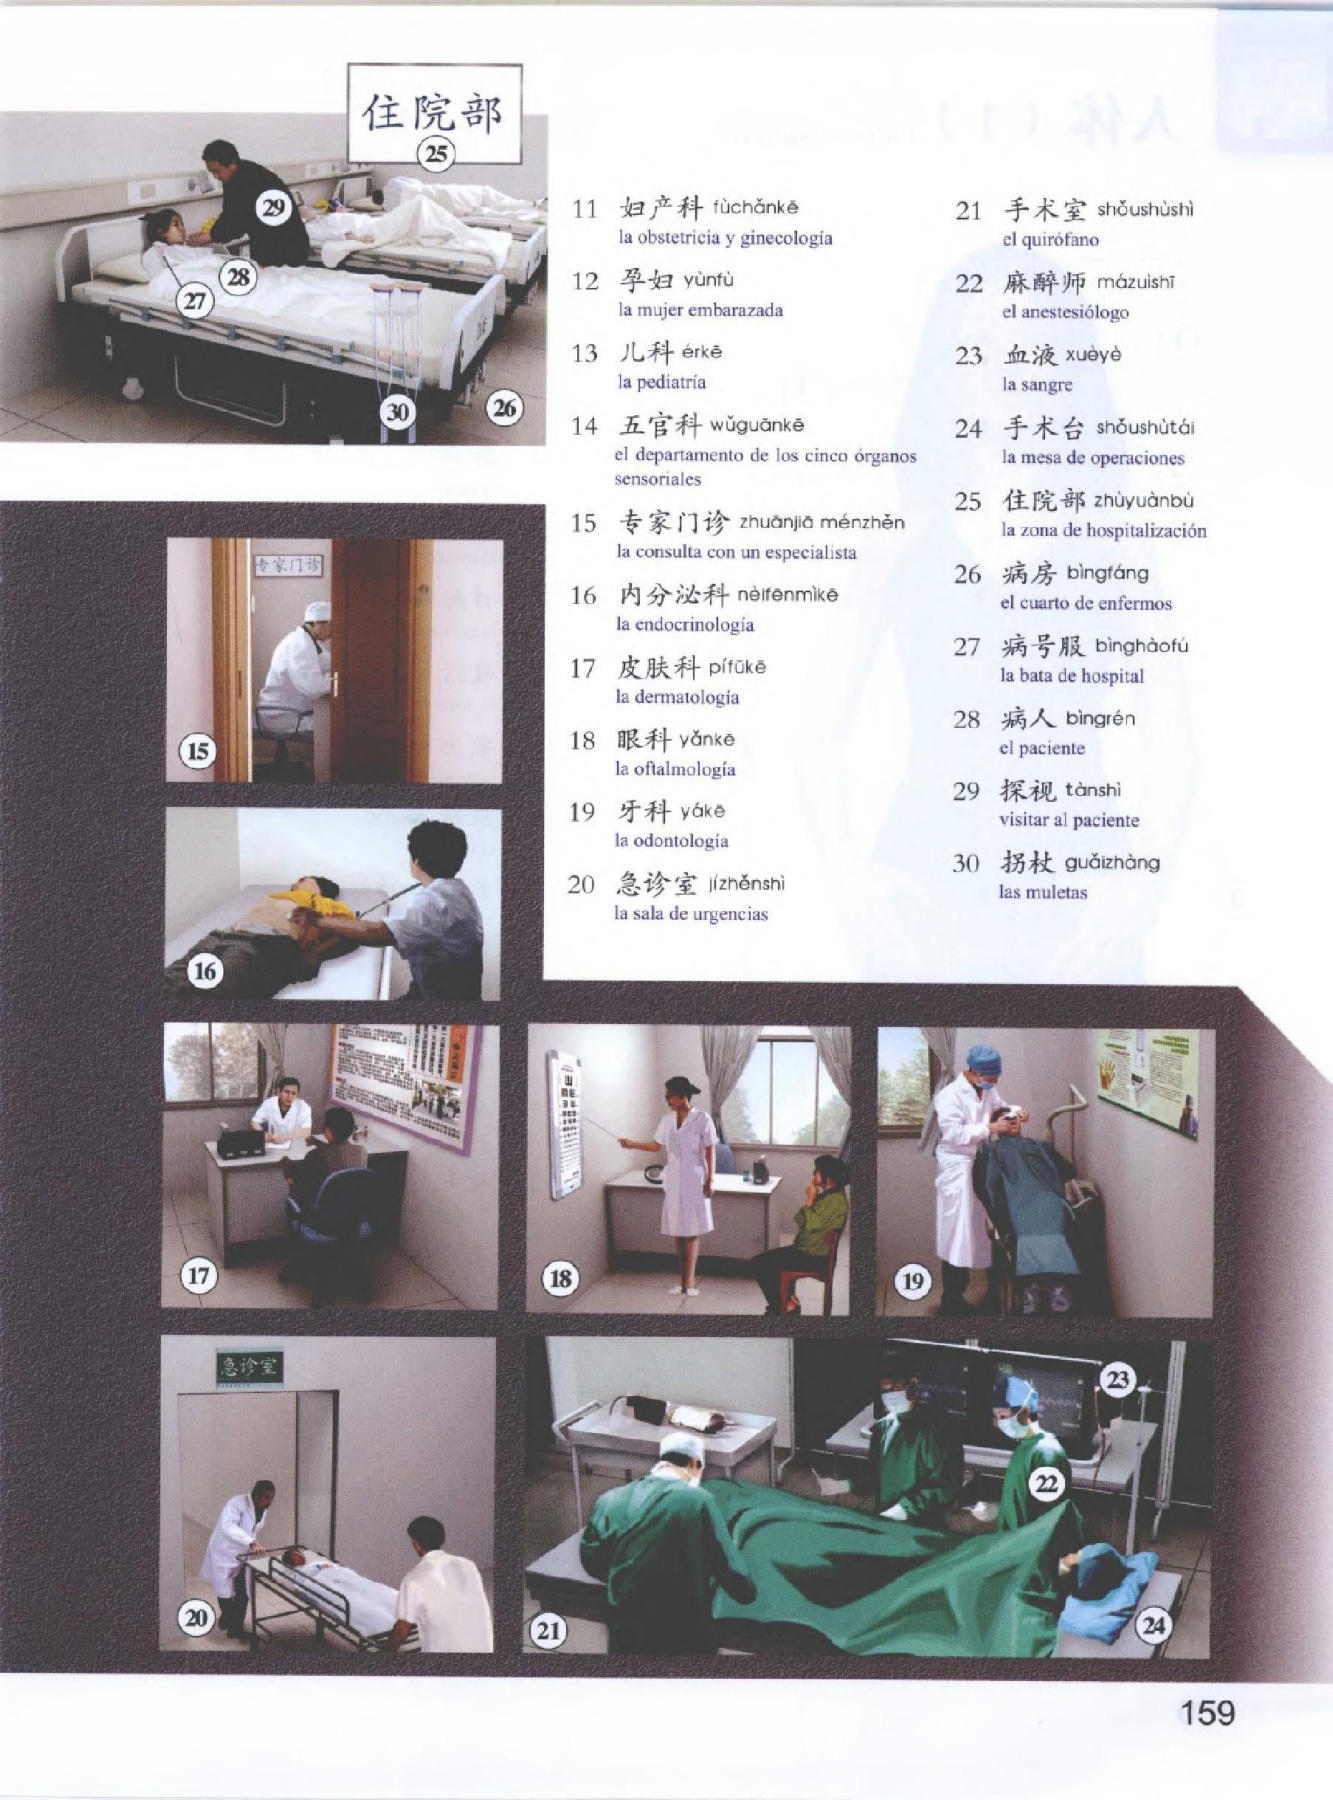 住院部
25
29
28
27
30
26
11 妇产科 fùchǎnkē
la obstetricia y ginecología
12 孕妇 yùnfù
la mujer embarazada
13 儿科 érkē
la pediatría
14 五官科 wǔguānkē
el departamento de los cinco órganos
sensoriales
15 专家门诊 zhuānjiā ménzhěn
la consulta con un especialista
16 内分泌科 nèifēnmìkē
la endocrinología
17 皮肤科 pífūkē
la dermatología
18 眼科 yǎnkē
la oftalmología
19 牙科 yákē
la odontología
20 急诊室 jízhěnshì
la sala de urgencias
21 手术室 shǒushùshì
el quirófano
22 麻醉师 mázuìshī
el anestesiólogo
23 血液 xuèyè
la sangre
24 手术台 shǒushùtái
la mesa de operaciones
25 住院部 zhùyuànbù
la zona de hospitalización
26 病房 bìngfáng
el cuarto de enfermos
27 病号服 bìnghàofú
la bata de hospital
28 病人 bìngrén
el paciente
29 探视 tànshì
visitar al paciente
30 拐杖 guǎizhàng
las muletas
专家门诊
15
16
17
18
19
急诊室
20
21
22
23
24
159